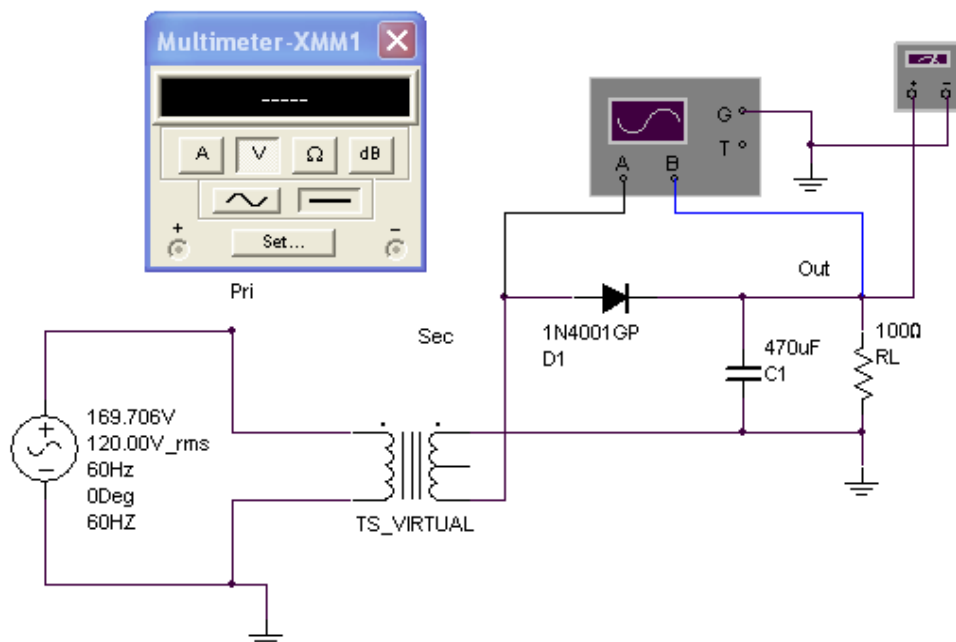 Multimeter-XMM1
-----
A V Ω dB
+ −
Set...
Pri
G
T
A B
+ −
Out
Sec
1N4001GP
D1
470uF
C1
100Ω
RL
+
−
169.706V
120.00V_rms
60Hz
0Deg
60HZ
TS_VIRTUAL